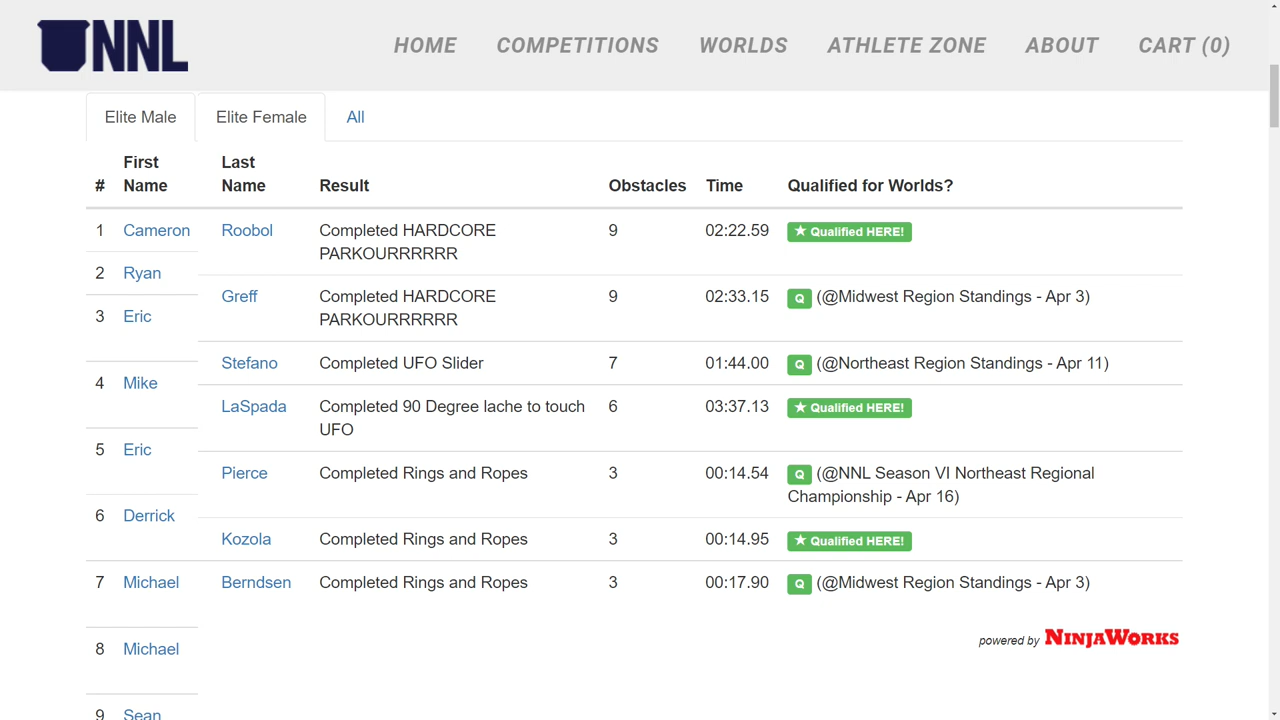 NNL
HOME COMPETITIONS WORLDS ATHLETE ZONE ABOUT CART (0)
Elite Male Elite Female All
# First Name Last Name Result Obstacles Time Qualified for Worlds?
1 Cameron Roobol Completed HARDCORE 9 02:22.59 ★ Qualified HERE!
PARKOURRRRRR
2 Ryan
Greff Completed HARDCORE 9 02:33.15 Q (@Midwest Region Standings - Apr 3)
3 Eric
PARKOURRRRRR
Stefano Completed UFO Slider 7 01:44.00 Q (@Northeast Region Standings - Apr 11)
4 Mike
LaSpada Completed 90 Degree lache to touch 6 03:37.13 ★ Qualified HERE!
UFO
5 Eric
Pierce Completed Rings and Ropes 3 00:14.54 Q (@NNL Season VI Northeast Regional
Championship - Apr 16)
6 Derrick
Kozola Completed Rings and Ropes 3 00:14.95 ★ Qualified HERE!
7 Michael Berndsen Completed Rings and Ropes 3 00:17.90 Q (@Midwest Region Standings - Apr 3)
powered by NINJAWORKS
8 Michael
9 Sean